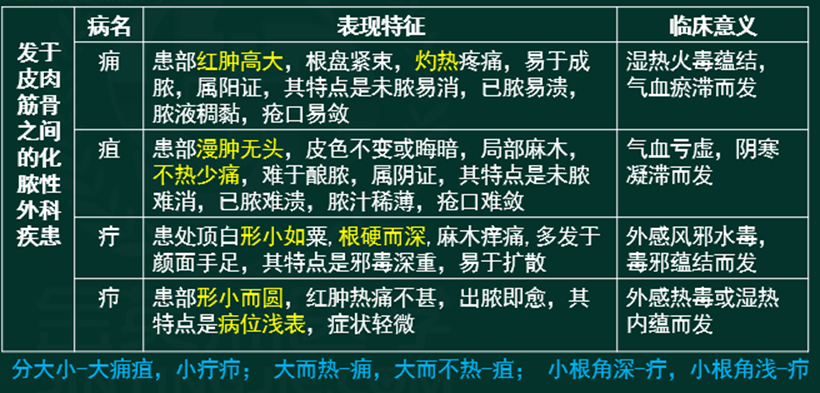 病名 表现特征 临床意义
发于
皮肉
筋骨
之间
的化
脓性
外科
疾患
痈
患部红肿高大，根盘紧束，灼热疼痛，易于成
脓，属阳证，其特点是未脓易消，已脓易溃，
脓液稠黏，疮口易敛
湿热火毒蕴结，
气血瘀滞而发
疽
患部漫肿无头，皮色不变或晦暗，局部麻木，
不热少痛，难于酿脓，属阴证，其特点是未脓
难消，已脓难溃，脓汁稀薄，疮口难敛
气血亏虚，阴寒
凝滞而发
疔
患处顶白形小如粟,根硬而深,麻木痒痛,多发于
颜面手足，其特点是邪毒深重，易于扩散
外感风邪水毒，
毒邪蕴结而发
疖
患部形小而圆，红肿热痛不甚，出脓即愈，其
特点是病位浅表，症状轻微
外感热毒或湿热
内蕴而发
分大小-大痈疽，小疔疖； 大而热-痈，大而不热-疽； 小根角深-疔，小根角浅-疖